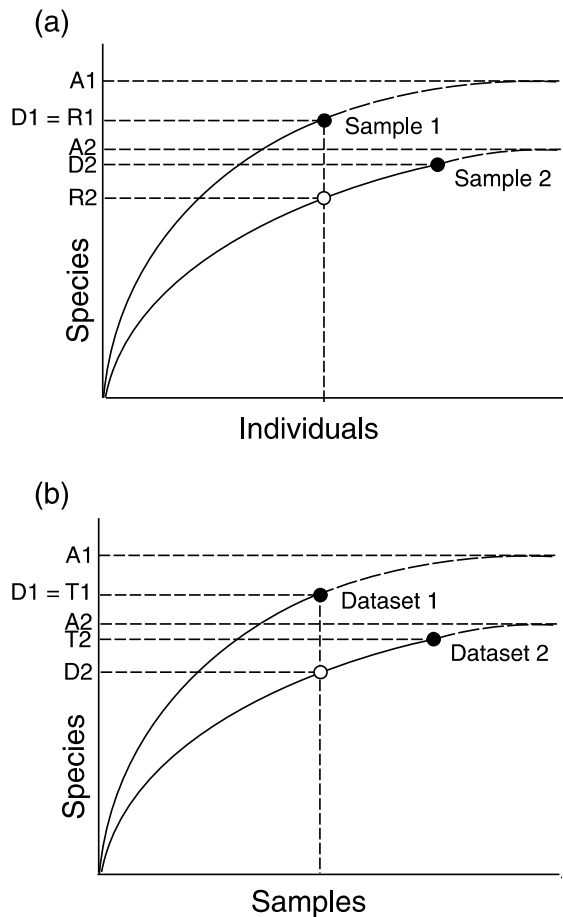 (a)
A1
D1 = R1
Sample 1
A2
D2
Sample 2
R2
Species
Individuals
(b)
A1
D1 = T1
Dataset 1
A2
T2
Dataset 2
D2
Species
Samples